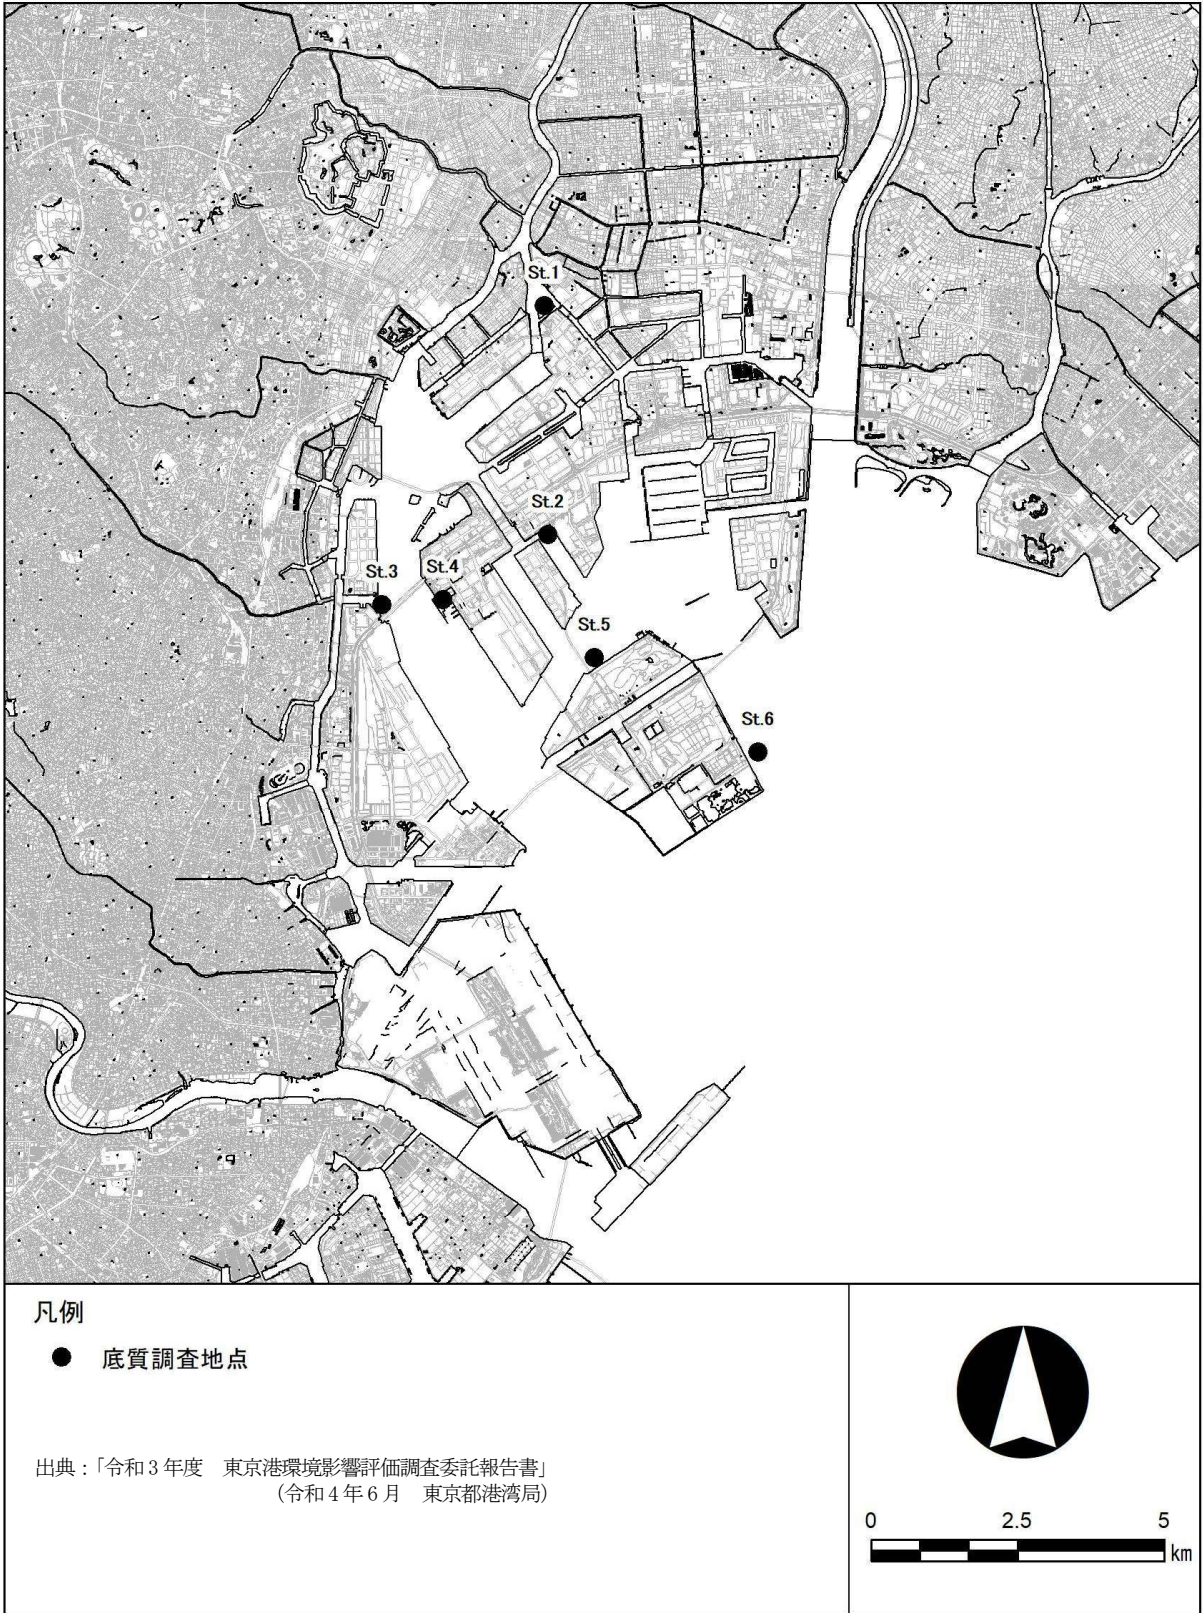 St.1
St.2
St.3
St.4
St.5
St.6
凡例
● 底質調査地点
出典：「令和3年度　東京港環境影響評価調査委託報告書」
（令和4年6月　東京都港湾局）
0 2.5 5
km